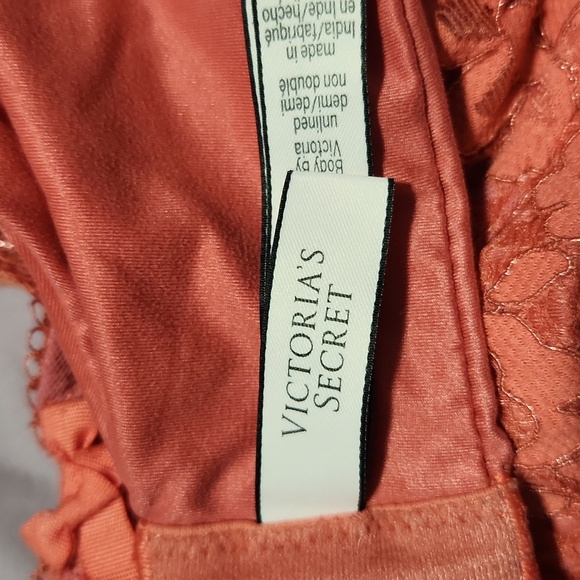 VICTORIA'S
SECRET
Body by
Victoria
unlined
demi/demi
non doublé
made in
India/fabriqué
en Inde/hecho